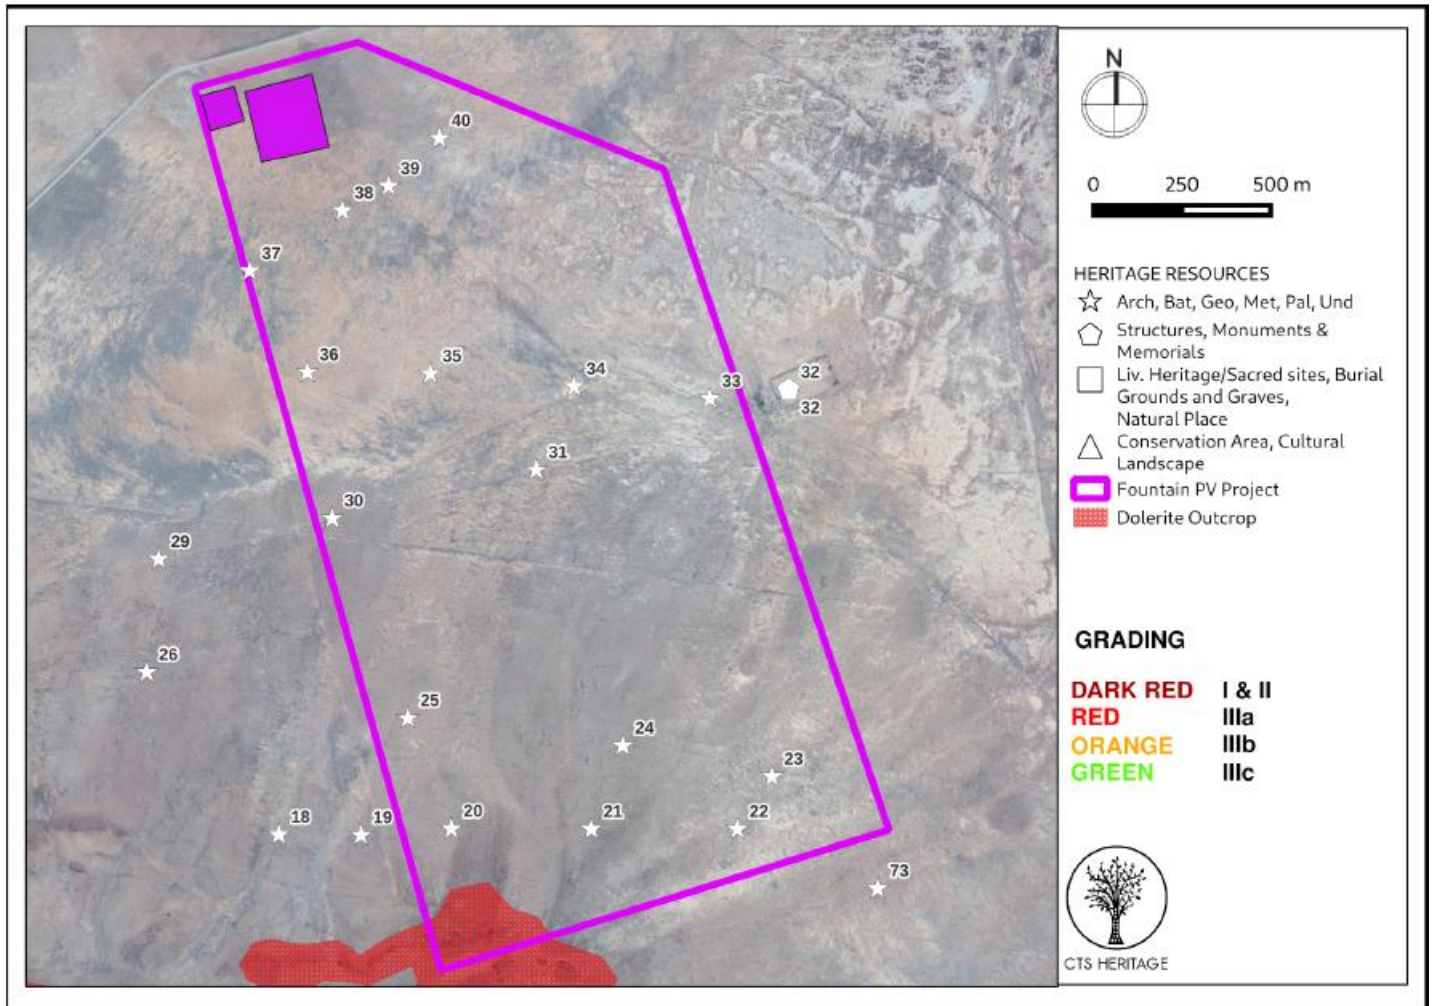 40
39
38
37
36
35
34
33
32
32
31
30
29
26
25
24
23
18
19
20
21
22
73
N
0 250 500 m
HERITAGE RESOURCES
Arch, Bat, Geo, Met, Pal, Und
Structures, Monuments &
Memorials
Liv. Heritage/Sacred sites, Burial
Grounds and Graves,
Natural Place
Conservation Area, Cultural
Landscape
Fountain PV Project
Dolerite Outcrop
GRADING
DARK RED I & II
RED IIIa
ORANGE IIIb
GREEN IIIc
CTS HERITAGE